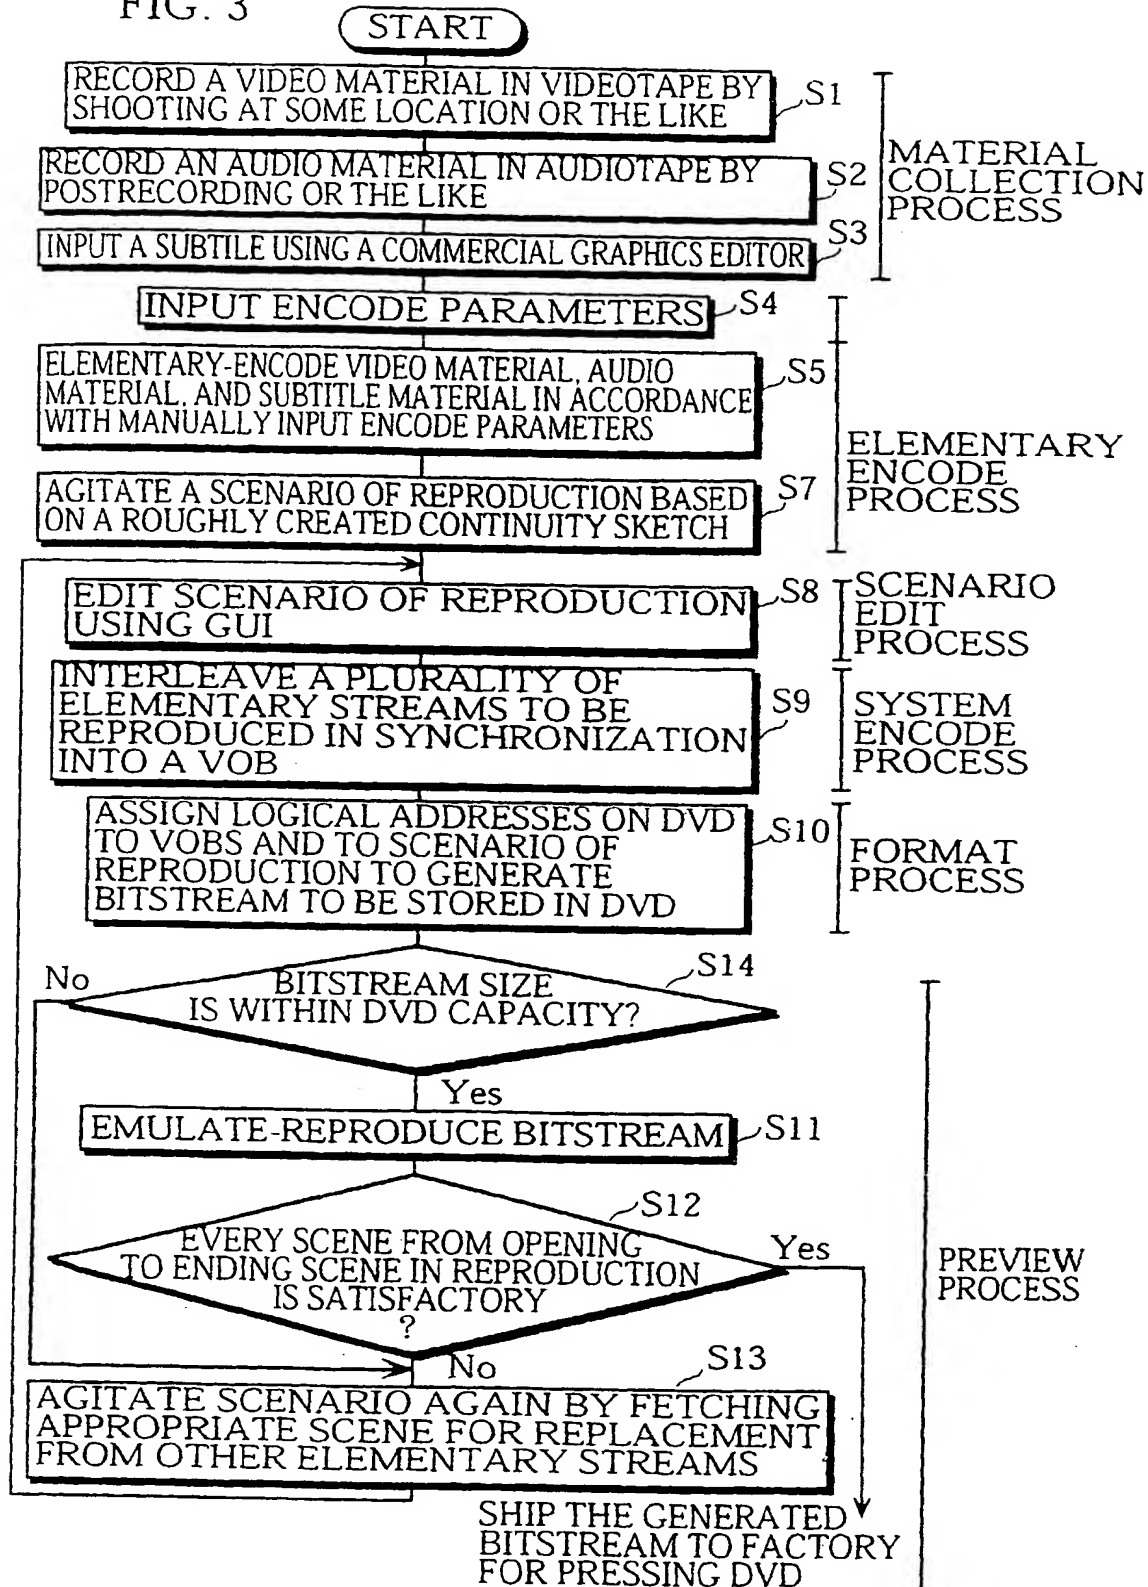 FIG. 3
START
RECORD A VIDEO MATERIAL IN VIDEOTAPE BY
SHOOTING AT SOME LOCATION OR THE LIKE
S1
RECORD AN AUDIO MATERIAL IN AUDIOTAPE BY
POSTRECORDING OR THE LIKE
S2
INPUT A SUBTILE USING A COMMERCIAL GRAPHICS EDITOR
S3
MATERIAL
COLLECTION
PROCESS
INPUT ENCODE PARAMETERS
S4
ELEMENTARY-ENCODE VIDEO MATERIAL, AUDIO
MATERIAL, AND SUBTITLE MATERIAL IN ACCORDANCE
WITH MANUALLY INPUT ENCODE PARAMETERS
S5
AGITATE A SCENARIO OF REPRODUCTION BASED
ON A ROUGHLY CREATED CONTINUITY SKETCH
S7
ELEMENTARY
ENCODE
PROCESS
EDIT SCENARIO OF REPRODUCTION
USING GUI
S8
SCENARIO
EDIT
PROCESS
INTERLEAVE A PLURALITY OF
ELEMENTARY STREAMS TO BE
REPRODUCED IN SYNCHRONIZATION
INTO A VOB
S9
SYSTEM
ENCODE
PROCESS
ASSIGN LOGICAL ADDRESSES ON DVD
TO VOBS AND TO SCENARIO OF
REPRODUCTION TO GENERATE
BITSTREAM TO BE STORED IN DVD
S10
FORMAT
PROCESS
No
BITSTREAM SIZE
IS WITHIN DVD CAPACITY?
S14
Yes
EMULATE-REPRODUCE BITSTREAM
S11
S12
EVERY SCENE FROM OPENING
TO ENDING SCENE IN REPRODUCTION
IS SATISFACTORY
?
Yes
PREVIEW
PROCESS
No
S13
AGITATE SCENARIO AGAIN BY FETCHING
APPROPRIATE SCENE FOR REPLACEMENT
FROM OTHER ELEMENTARY STREAMS
SHIP THE GENERATED
BITSTREAM TO FACTORY
FOR PRESSING DVD